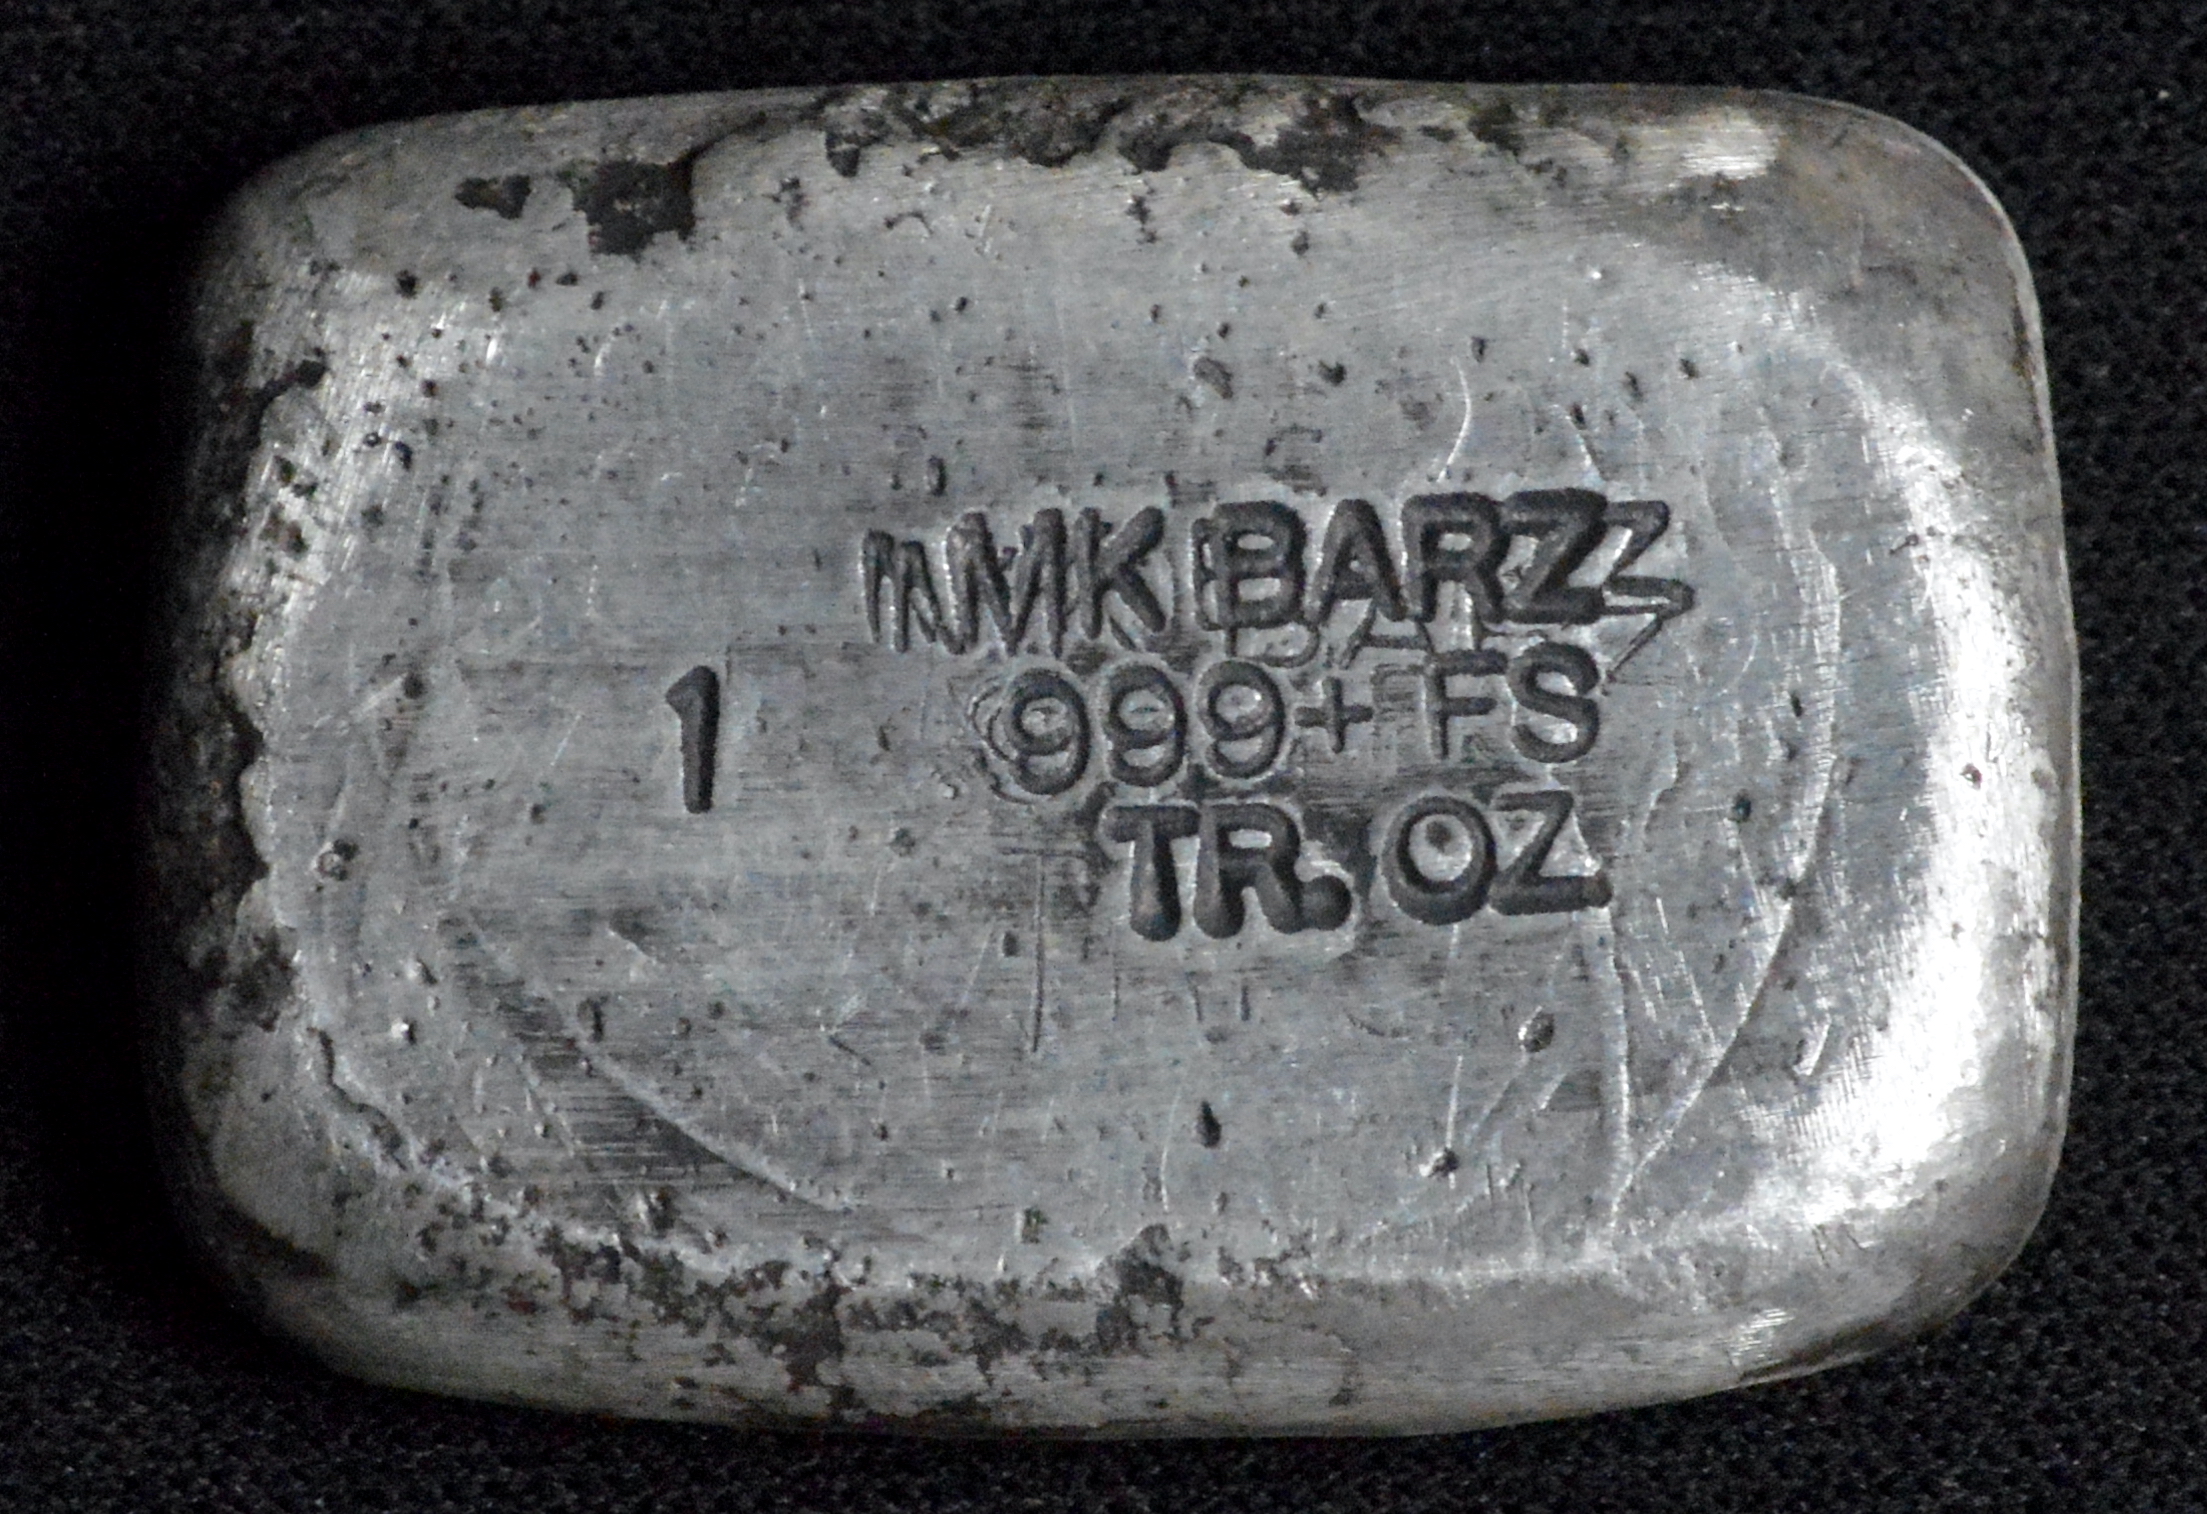 MK BARZ
1 999+ FS
TR. OZ